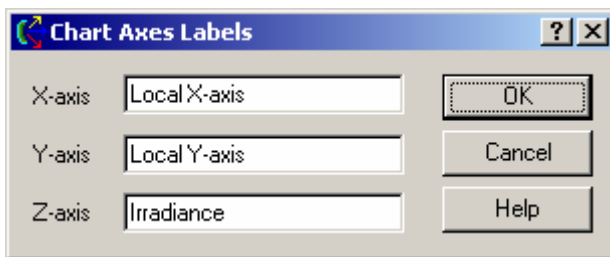 Chart Axes Labels
X-axis Local X-axis OK
Y-axis Local Y-axis Cancel
Z-axis Irradiance Help